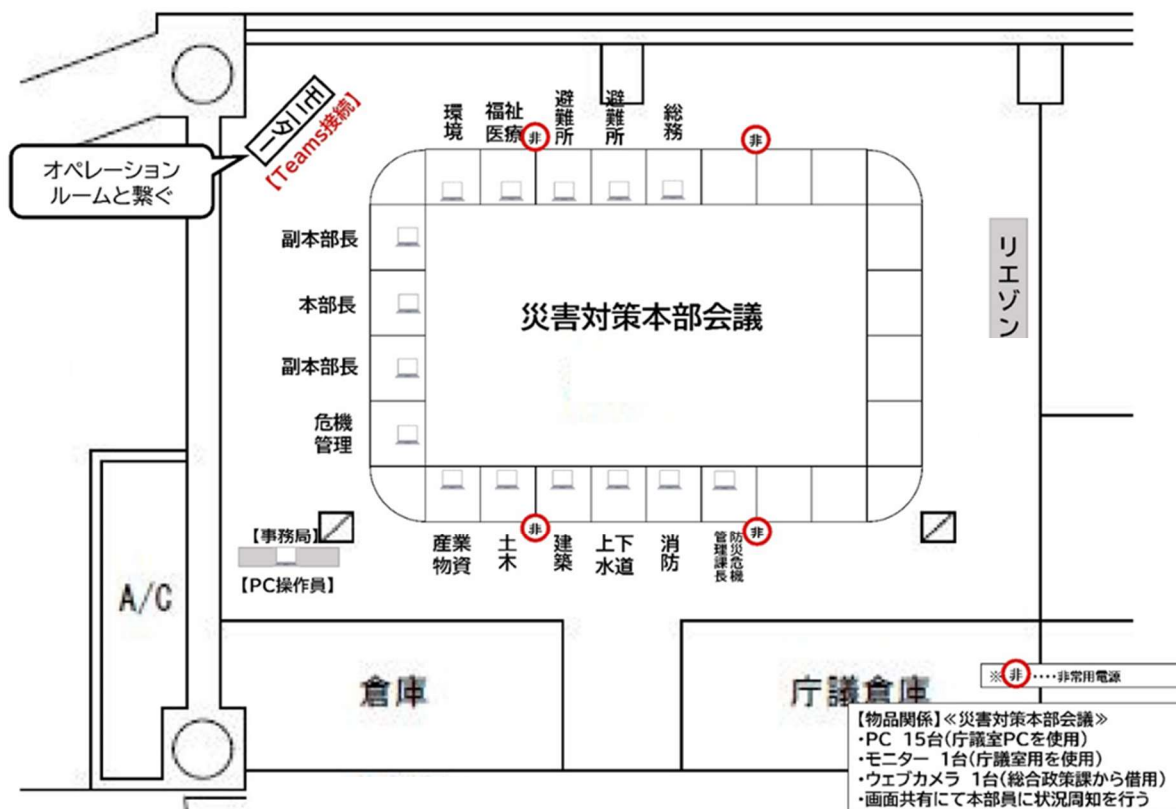 モニター
【Teams接続】
オペレーション
ルームと繋ぐ
環境
福祉
医療
非
避難所
避難所
総務
非
副本部長
本部長
副本部長
危機
管理
災害対策本部会議
リエゾン
産業
物資
土木
非
建築
上下
水道
消防
防災危機
管理課長
非
【事務局】
【PC操作員】
A/C
倉庫
庁議倉庫
※非‥‥非常用電源
【物品関係】≪災害対策本部会議≫
・PC 15台(庁議室PCを使用)
・モニター 1台(庁議室用を使用)
・ウェブカメラ 1台(総合政策課から借用)
・画面共有にて本部員に状況周知を行う